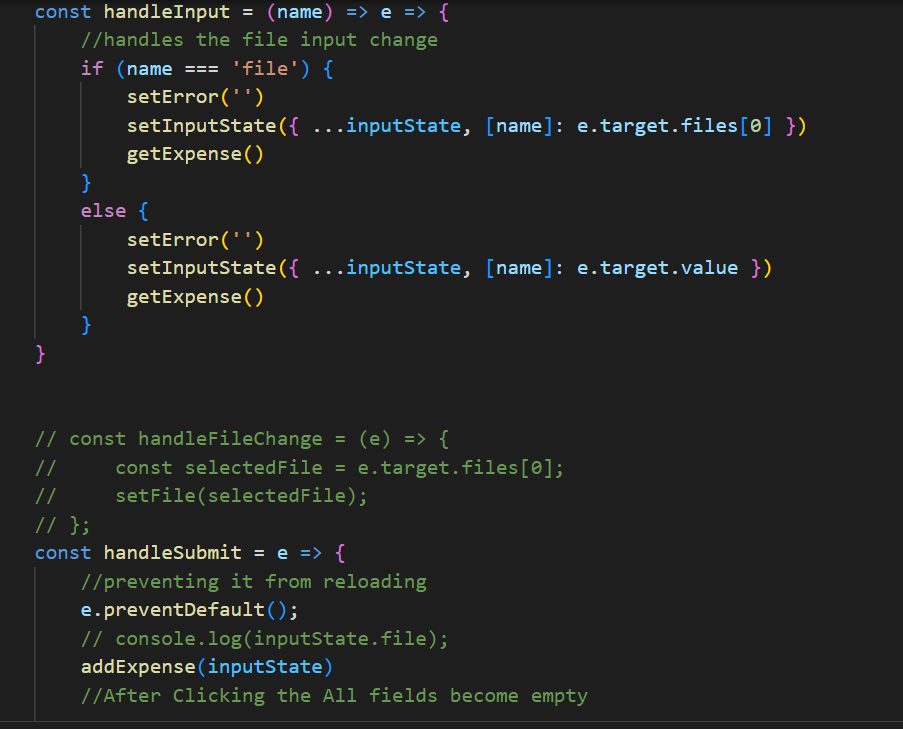 const handleInput = (name) => e => {
    //handles the file input change
    if (name === 'file') {
        setError('')
        setInputState({ ...inputState, [name]: e.target.files[0] })
        getExpense()
    }
    else {
        setError('')
        setInputState({ ...inputState, [name]: e.target.value })
        getExpense()
    }
}
// const handleFileChange = (e) => {
//     const selectedFile = e.target.files[0];
//     setFile(selectedFile);
// };
const handleSubmit = e => {
    //preventing it from reloading
    e.preventDefault();
    // console.log(inputState.file);
    addExpense(inputState)
    //After Clicking the All fields become empty